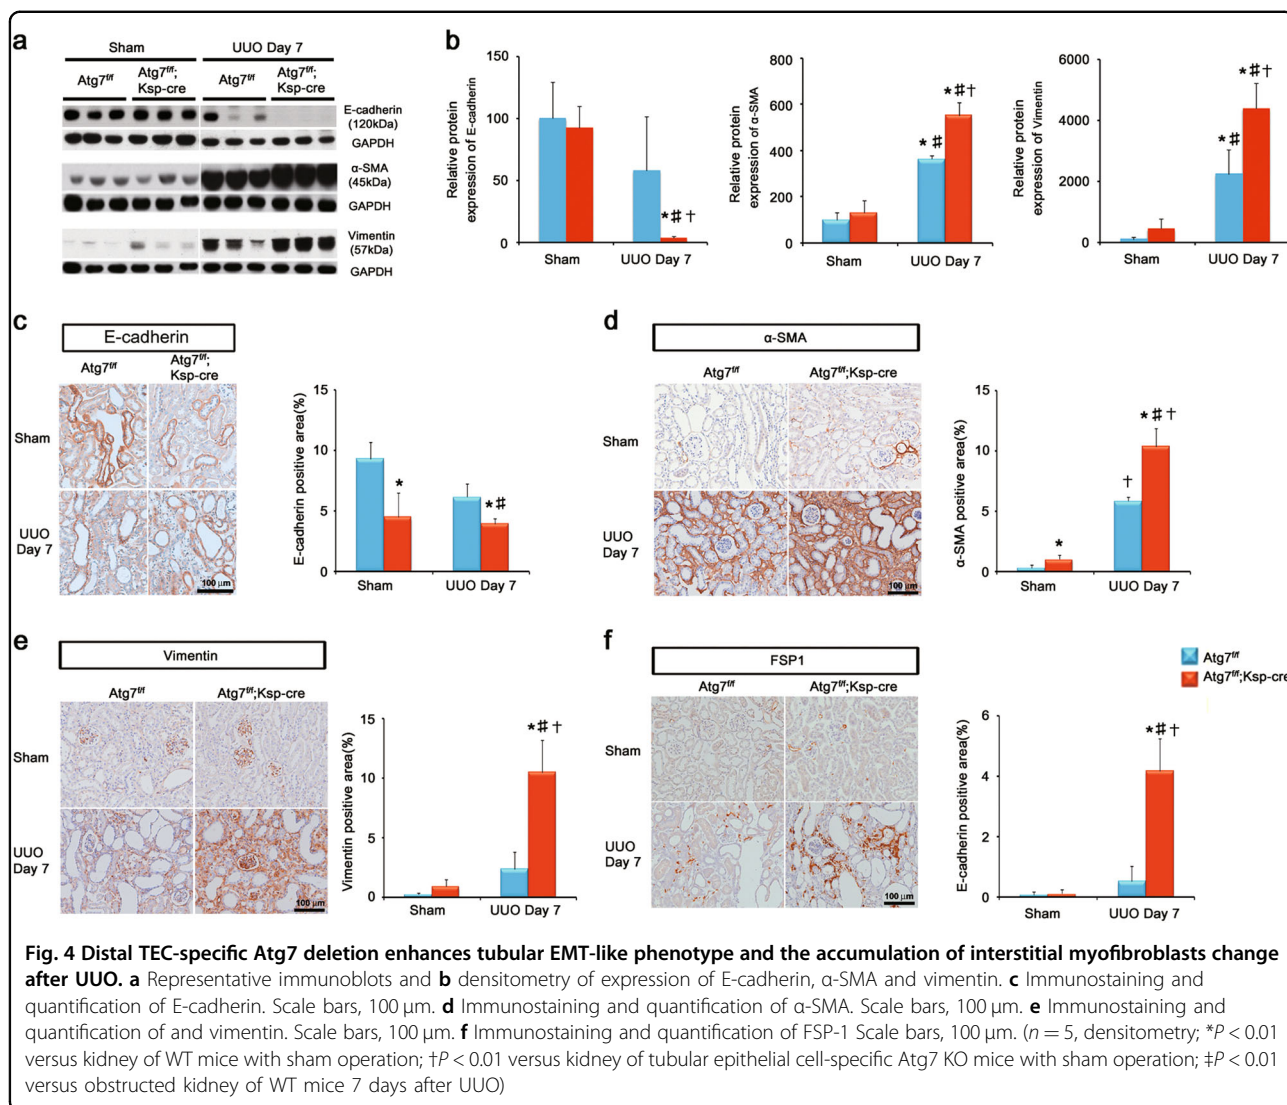 a
Sham
UUO Day 7
Atg7f/f
Atg7f/f;
Ksp-cre
Atg7f/f
Atg7f/f;
Ksp-cre
E-cadherin
(120kDa)
GAPDH
α-SMA
(45kDa)
GAPDH
Vimentin
(57kDa)
GAPDH
b
Relative protein
expression of E-cadherin
150
100
50
0
* # †
Sham
UUO Day 7
Relative protein
expression of α-SMA
800
600
400
200
0
* #
* # †
Sham
UUO Day 7
Relative protein
expression of Vimentin
6000
4000
2000
0
* #
* # †
Sham
UUO Day 7
c
E-cadherin
Atg7f/f
Atg7f/f;
Ksp-cre
Sham
UUO
Day 7
100 μm
E-cadherin positive area(%)
15
10
5
0
*
* #
Sham
UUO Day 7
d
α-SMA
Atg7f/f
Atg7f/f;Ksp-cre
Sham
UUO
Day 7
100 μm
α-SMA positive area(%)
15
10
5
0
*
†
* # †
Sham
UUO Day 7
e
Vimentin
Atg7f/f
Atg7f/f;Ksp-cre
Sham
UUO
Day 7
100 μm
Vimentin positive area(%)
15
10
5
0
* # †
Sham
UUO Day 7
f
FSP1
Atg7f/f
Atg7f/f;Ksp-cre
Sham
UUO
Day 7
100 μm
Atg7f/f
Atg7f/f;Ksp-cre
E-cadherin positive area(%)
6
4
2
0
* # †
Sham
UUO Day 7
Fig. 4 Distal TEC-specific Atg7 deletion enhances tubular EMT-like phenotype and the accumulation of interstitial myofibroblasts change
after UUO. a Representative immunoblots and b densitometry of expression of E-cadherin, α-SMA and vimentin. c Immunostaining and
quantification of E-cadherin. Scale bars, 100 μm. d Immunostaining and quantification of α-SMA. Scale bars, 100 μm. e Immunostaining and
quantification of and vimentin. Scale bars, 100 μm. f Immunostaining and quantification of FSP-1 Scale bars, 100 μm. (n = 5, densitometry; *P < 0.01
versus kidney of WT mice with sham operation; †P < 0.01 versus kidney of tubular epithelial cell-specific Atg7 KO mice with sham operation; ‡P < 0.01
versus obstructed kidney of WT mice 7 days after UUO)